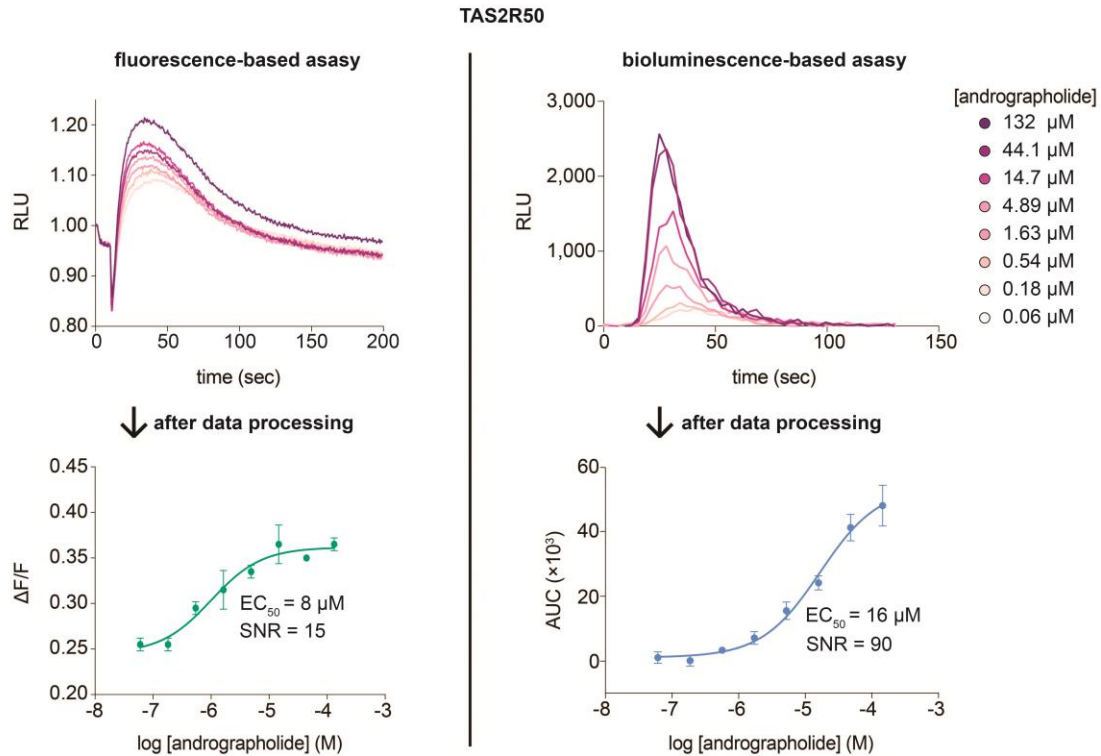 TAS2R50
fluorescence-based asasy
RLU
1.20
1.10
1.00
0.90
0.80
0
50
100
150
200
time (sec)
after data processing
ΔF/F
0.45
0.40
0.35
0.30
0.25
0.20
EC50 = 8 µM
SNR = 15
-8
-7
-6
-5
-4
-3
log [andrographolide] (M)
bioluminescence-based asasy
RLU
3,000
2,000
1,000
0
0
50
100
150
time (sec)
[andrographolide]
132 µM
44.1 µM
14.7 µM
4.89 µM
1.63 µM
0.54 µM
0.18 µM
0.06 µM
after data processing
AUC (×10³)
60
40
20
0
EC50 = 16 µM
SNR = 90
-8
-7
-6
-5
-4
-3
log [andrographolide] (M)